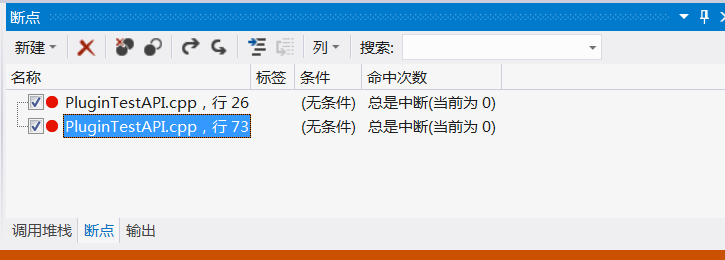 断点
新建 列 搜索:
名称 标签 条件 命中次数
PluginTestAPI.cpp，行 26 (无条件) 总是中断(当前为 0)
PluginTestAPI.cpp，行 73 (无条件) 总是中断(当前为 0)
调用堆栈 断点 输出